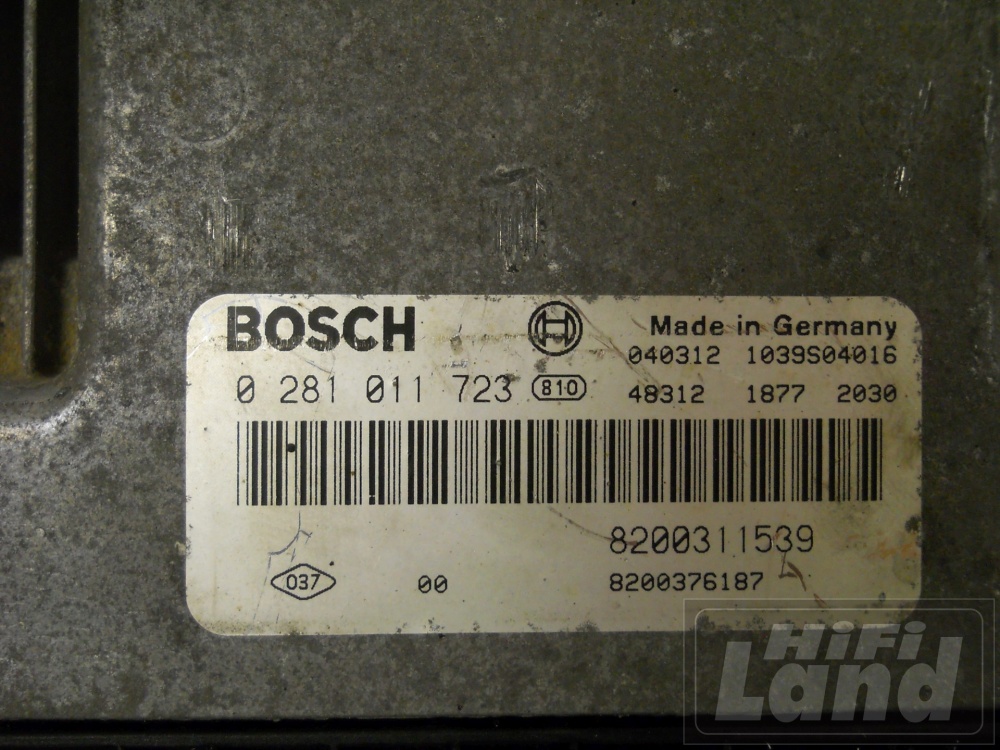 BOSCH
Made in Germany
040312 1039S04016
0 281 011 723 810
48312 1877 2030
8200311539
037 00 8200376187
HiFi
Land